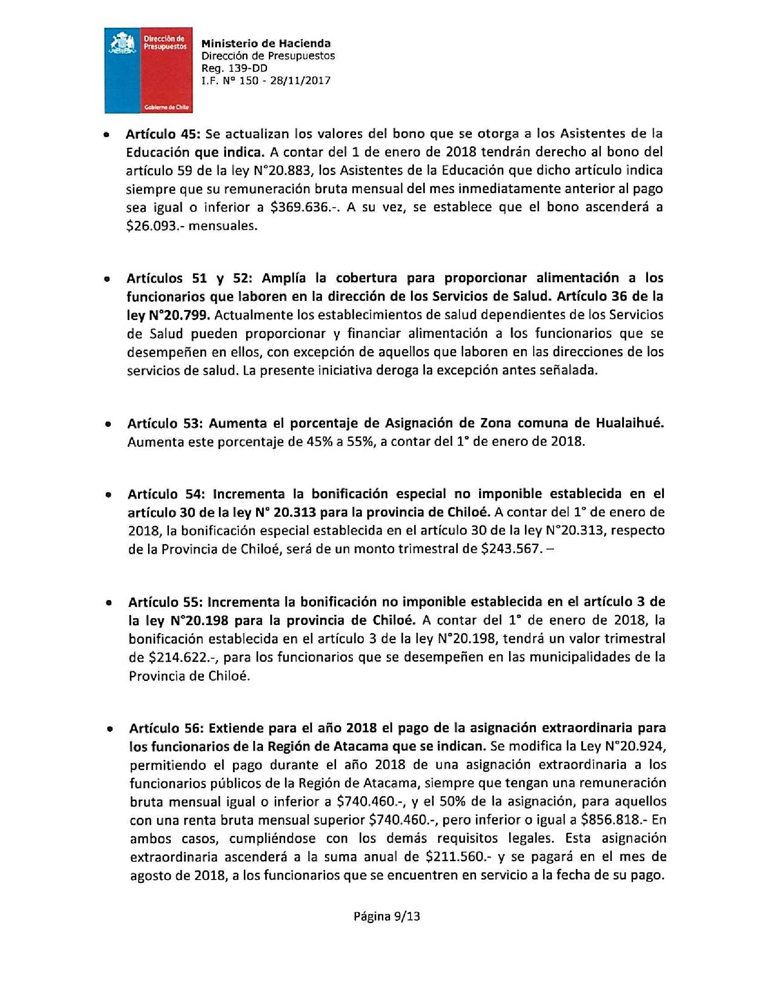 Dirección de
Presupuestos
Gobierno de Chile
Ministerio de Hacienda
Dirección de Presupuestos
Reg. 139-DD
I.F. N° 150 - 28/11/2017
• Artículo 45: Se actualizan los valores del bono que se otorga a los Asistentes de la
Educación que indica. A contar del 1 de enero de 2018 tendrán derecho al bono del
artículo 59 de la ley N°20.883, los Asistentes de la Educación que dicho artículo indica
siempre que su remuneración bruta mensual del mes inmediatamente anterior al pago
sea igual o inferior a $369.636.-. A su vez, se establece que el bono ascenderá a
$26.093.- mensuales.
• Artículos 51 y 52: Amplía la cobertura para proporcionar alimentación a los
funcionarios que laboren en la dirección de los Servicios de Salud. Artículo 36 de la
ley N°20.799. Actualmente los establecimientos de salud dependientes de los Servicios
de Salud pueden proporcionar y financiar alimentación a los funcionarios que se
desempeñen en ellos, con excepción de aquellos que laboren en las direcciones de los
servicios de salud. La presente iniciativa deroga la excepción antes señalada.
• Artículo 53: Aumenta el porcentaje de Asignación de Zona comuna de Hualaihué.
Aumenta este porcentaje de 45% a 55%, a contar del 1° de enero de 2018.
• Artículo 54: Incrementa la bonificación especial no imponible establecida en el
artículo 30 de la ley N° 20.313 para la provincia de Chiloé. A contar del 1° de enero de
2018, la bonificación especial establecida en el artículo 30 de la ley N°20.313, respecto
de la Provincia de Chiloé, será de un monto trimestral de $243.567. –
• Artículo 55: Incrementa la bonificación no imponible establecida en el artículo 3 de
la ley N°20.198 para la provincia de Chiloé. A contar del 1° de enero de 2018, la
bonificación establecida en el artículo 3 de la ley N°20.198, tendrá un valor trimestral
de $214.622.-, para los funcionarios que se desempeñen en las municipalidades de la
Provincia de Chiloé.
• Artículo 56: Extiende para el año 2018 el pago de la asignación extraordinaria para
los funcionarios de la Región de Atacama que se indican. Se modifica la Ley N°20.924,
permitiendo el pago durante el año 2018 de una asignación extraordinaria a los
funcionarios públicos de la Región de Atacama, siempre que tengan una remuneración
bruta mensual igual o inferior a $740.460.-, y el 50% de la asignación, para aquellos
con una renta bruta mensual superior $740.460.-, pero inferior o igual a $856.818.- En
ambos casos, cumpliéndose con los demás requisitos legales. Esta asignación
extraordinaria ascenderá a la suma anual de $211.560.- y se pagará en el mes de
agosto de 2018, a los funcionarios que se encuentren en servicio a la fecha de su pago.
Página 9/13